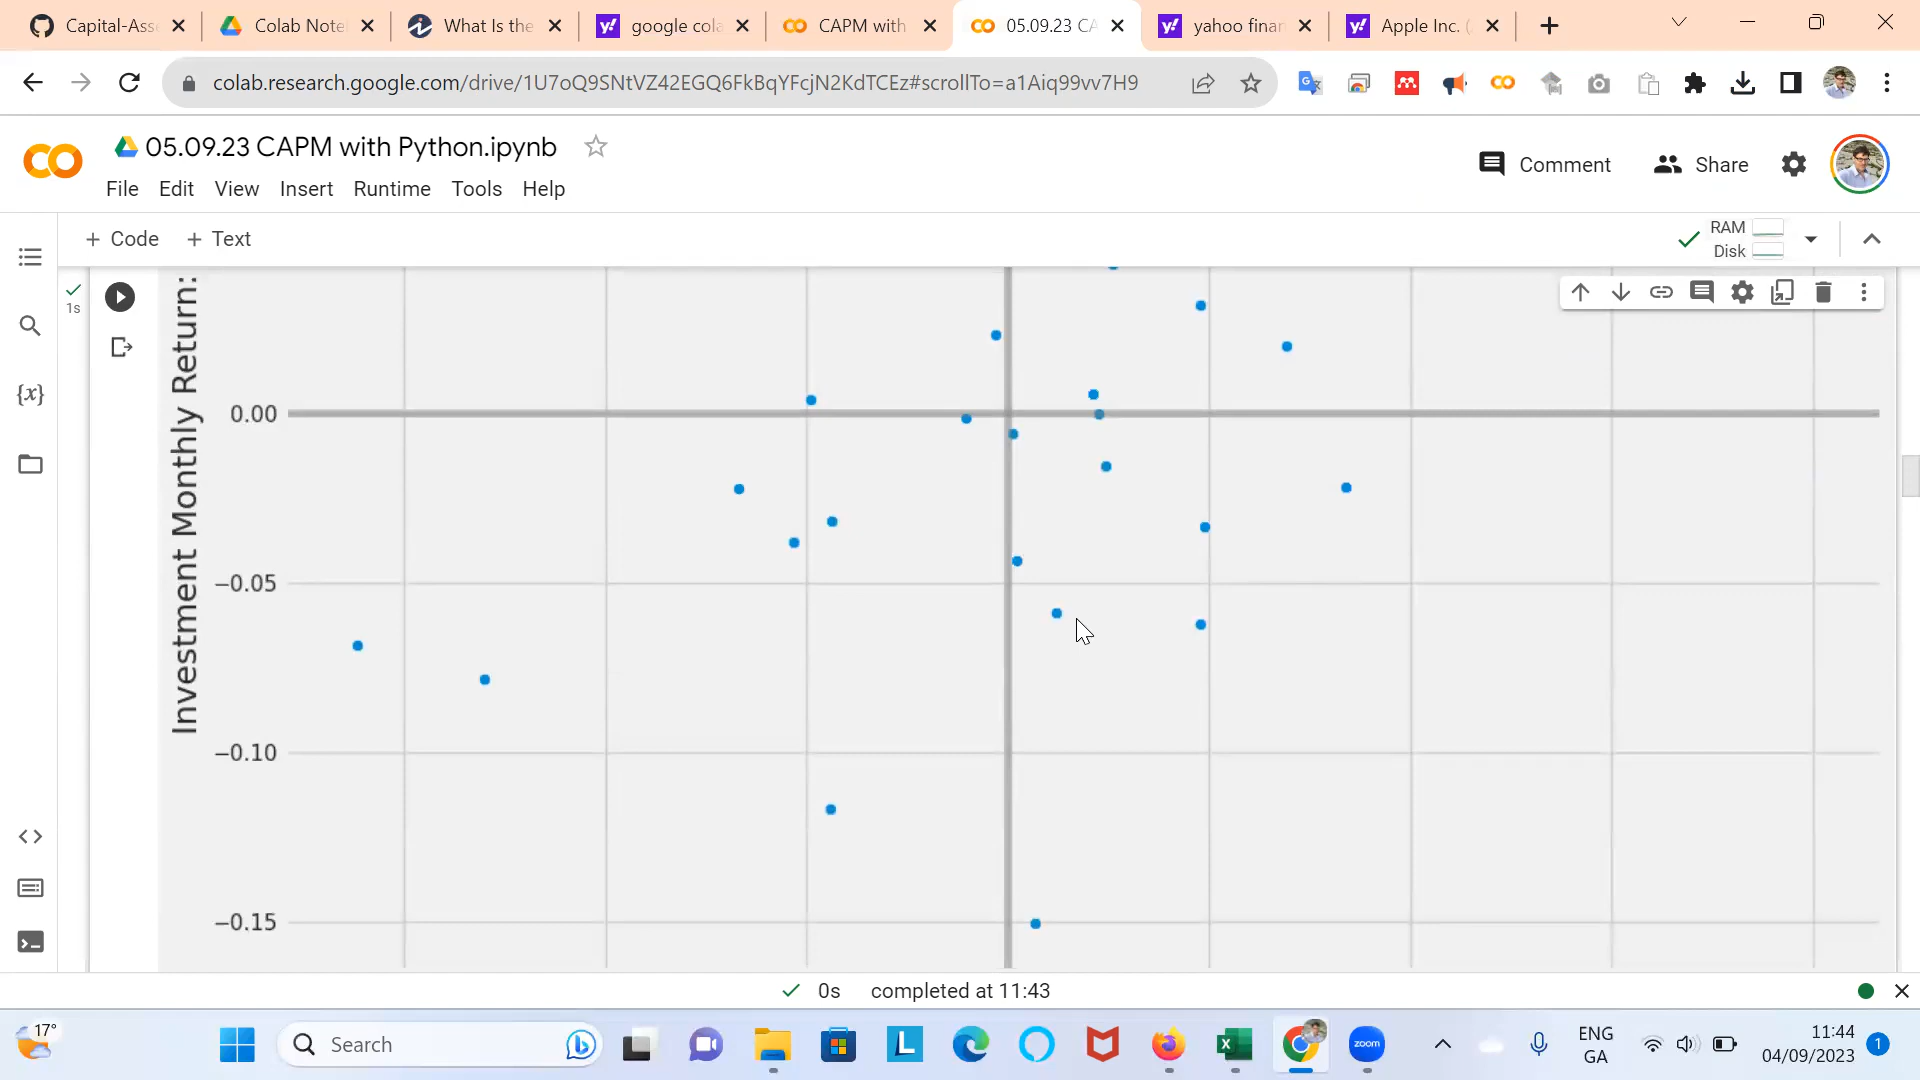 Capital-Ass
Colab Note
What Is the
google cola
CAPM with
05.09.23 CA
yahoo finan
Apple Inc. (
colab.research.google.com/drive/1U7oQ9SNtVZ42EGQ6FkBqYFcjN2KdTCEz#scrollTo=a1Aiq99vv7H9
05.09.23 CAPM with Python.ipynb
File Edit View Insert Runtime Tools Help
Comment
Share
+ Code + Text
RAM
Disk
1s
{x}
Investment Monthly Return:
0.00
−0.05
−0.10
−0.15
0s completed at 11:43
17°
Search
L
X
zoom
ENG
GA
11:44
04/09/2023
1